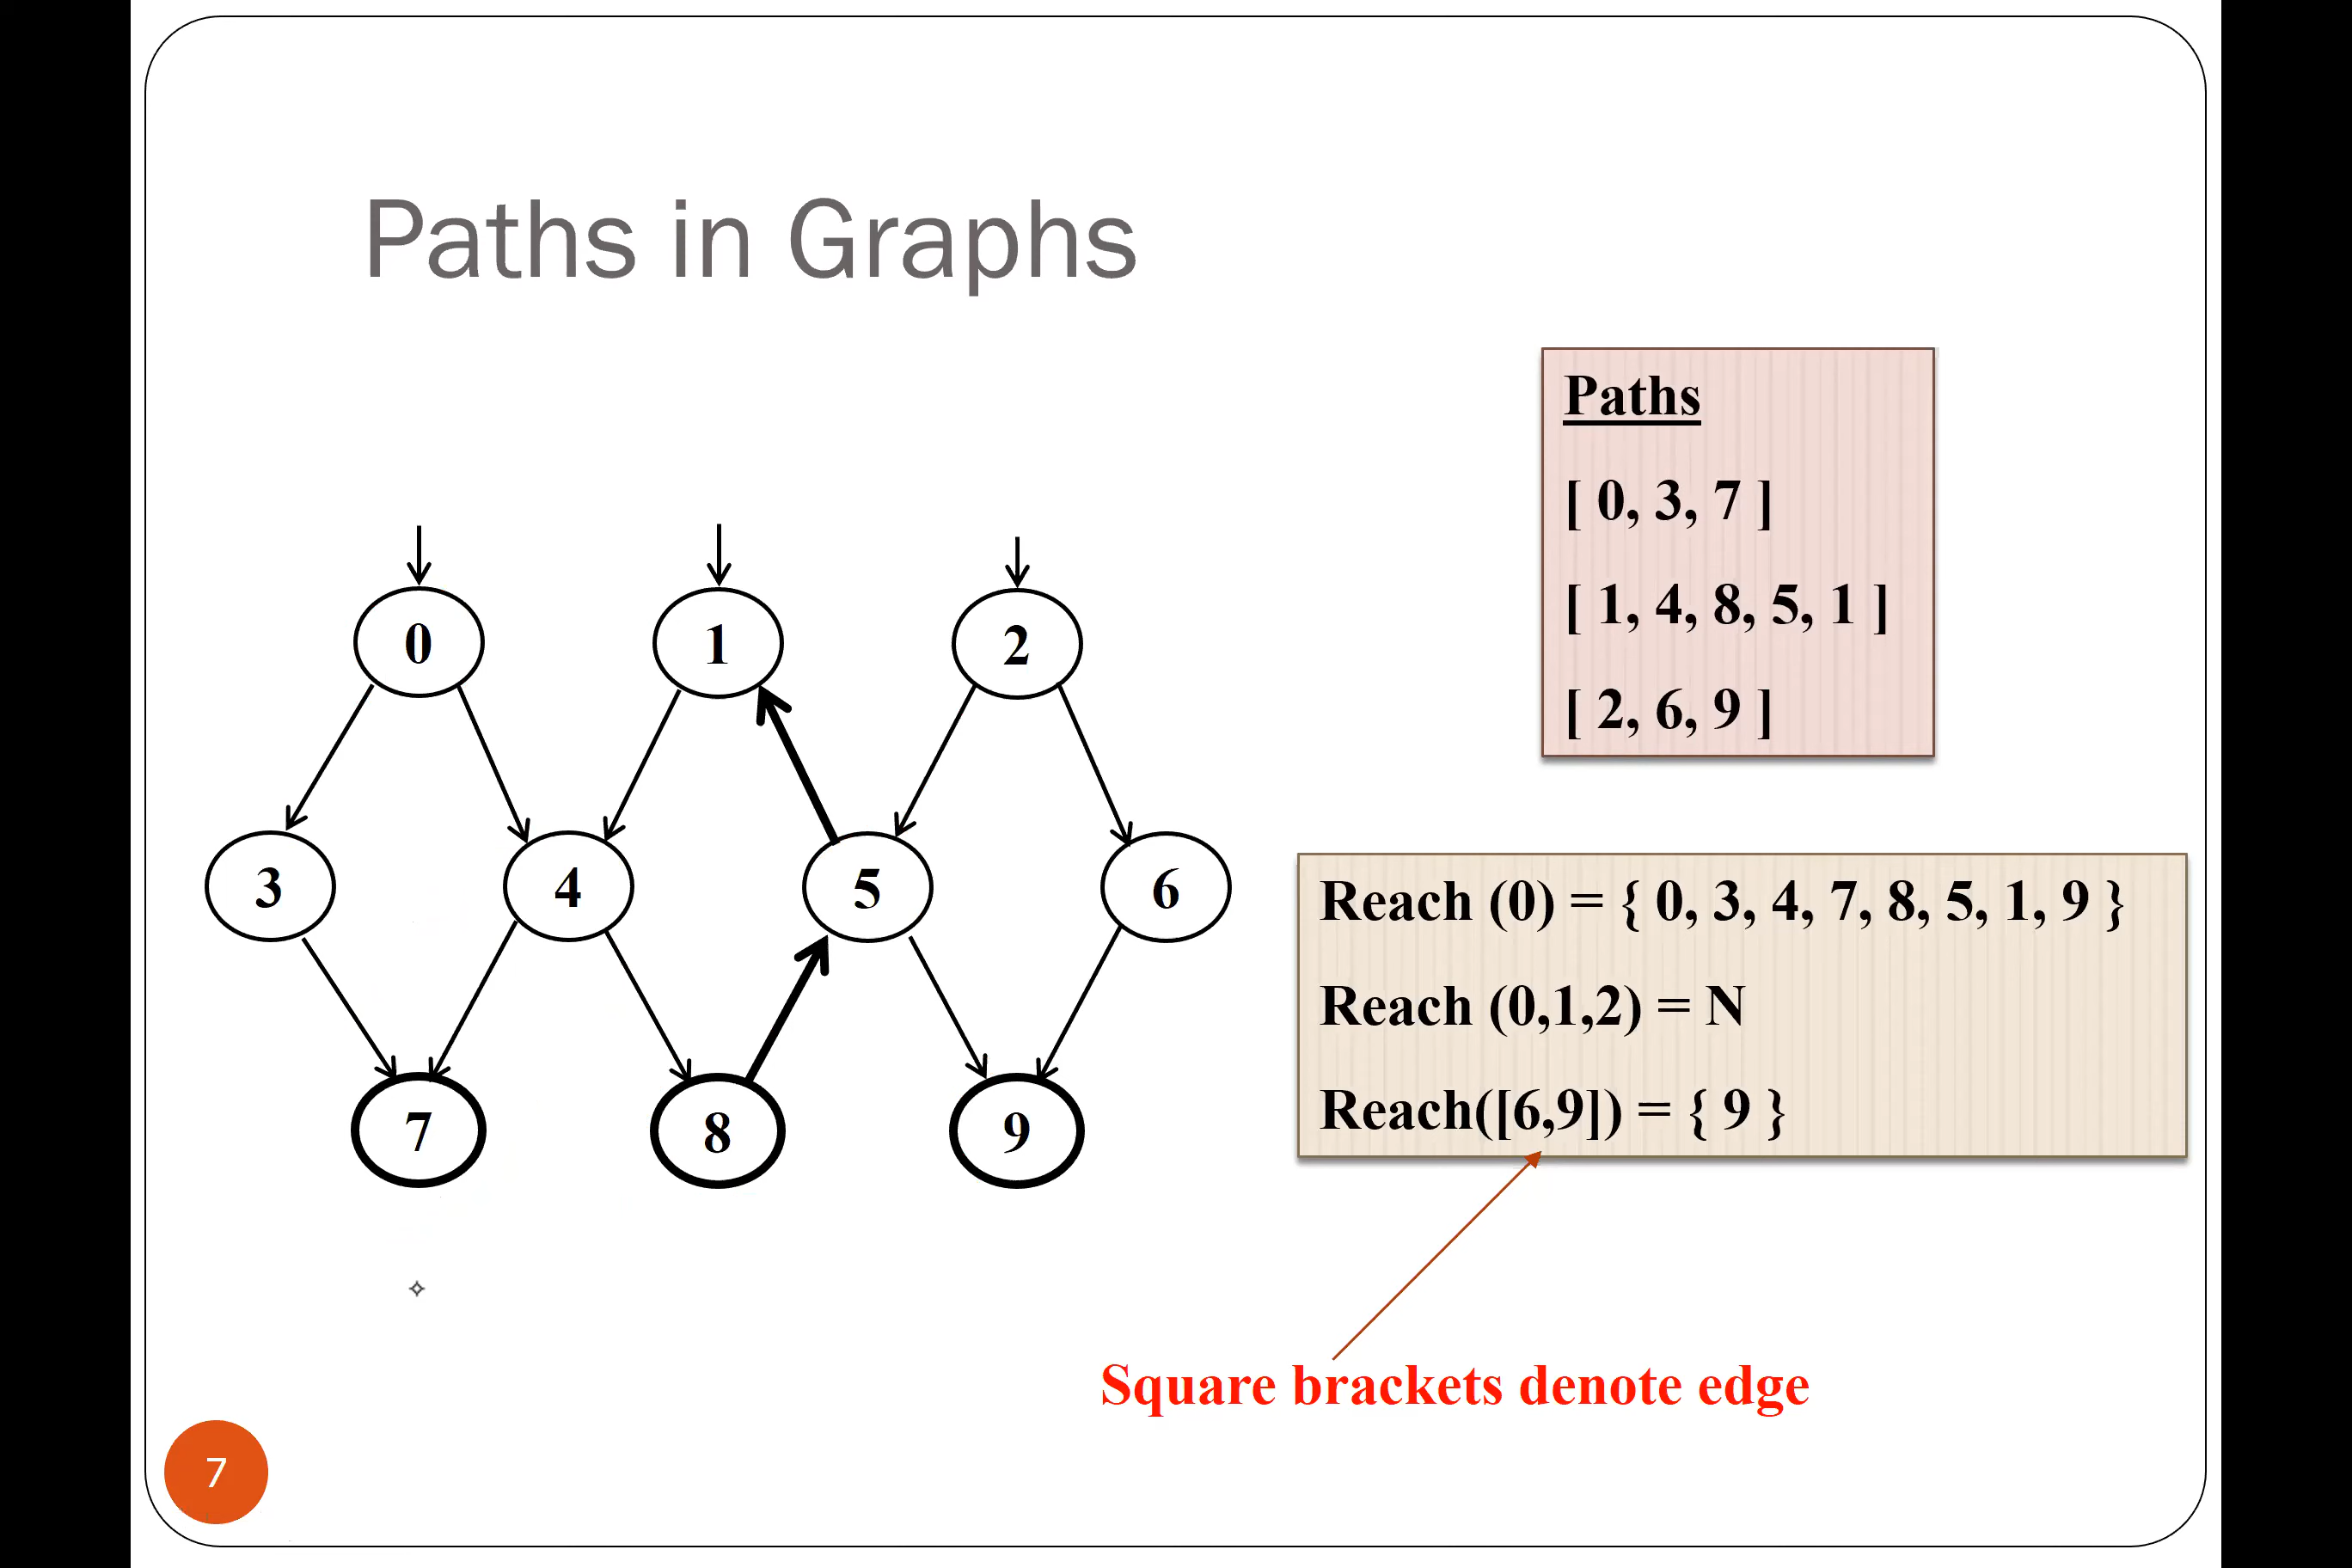 Paths in Graphs
Paths
[ 0, 3, 7 ]
[ 1, 4, 8, 5, 1 ]
[ 2, 6, 9 ]
0 1 2
3 4 5 6
7 8 9
Reach (0) = { 0, 3, 4, 7, 8, 5, 1, 9 }
Reach (0,1,2) = N
Reach([6,9]) = { 9 }
Square brackets denote edge
7